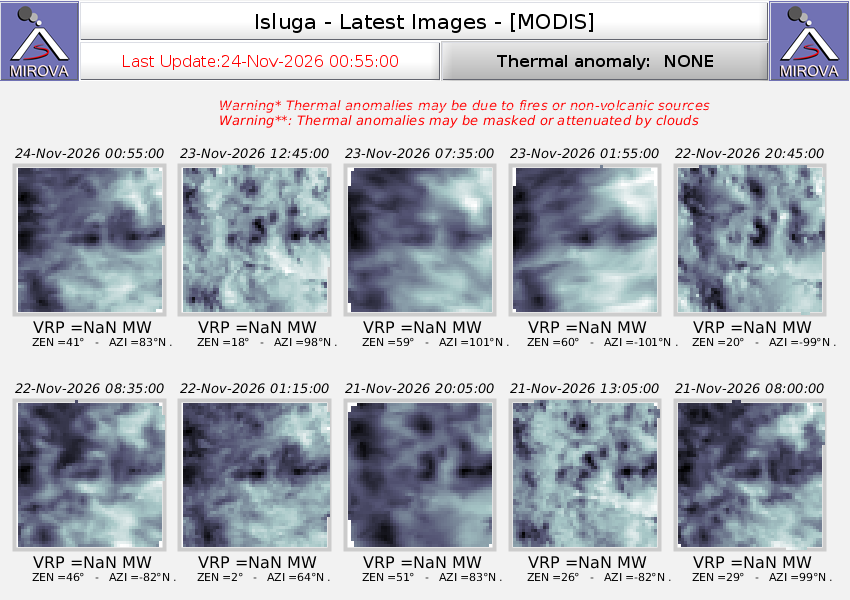 Isluga - Latest Images - [MODIS]
MIROVA
Last Update:24-Nov-2026 00:55:00
Thermal anomaly: NONE
MIROVA
Warning* Thermal anomalies may be due to fires or non-volcanic sources
Warning**: Thermal anomalies may be masked or attenuated by clouds
24-Nov-2026 00:55:00 23-Nov-2026 12:45:00 23-Nov-2026 07:35:00 23-Nov-2026 01:55:00 22-Nov-2026 20:45:00
VRP =NaN MW VRP =NaN MW VRP =NaN MW VRP =NaN MW VRP =NaN MW
ZEN =41° - AZI =83°N . ZEN =18° - AZI =98°N . ZEN =59° - AZI =101°N . ZEN =60° - AZI =-101°N . ZEN =20° - AZI =-99°N .
22-Nov-2026 08:35:00 22-Nov-2026 01:15:00 21-Nov-2026 20:05:00 21-Nov-2026 13:05:00 21-Nov-2026 08:00:00
VRP =NaN MW VRP =NaN MW VRP =NaN MW VRP =NaN MW VRP =NaN MW
ZEN =46° - AZI =-82°N . ZEN =2° - AZI =64°N . ZEN =51° - AZI =83°N . ZEN =26° - AZI =-82°N . ZEN =29° - AZI =99°N .